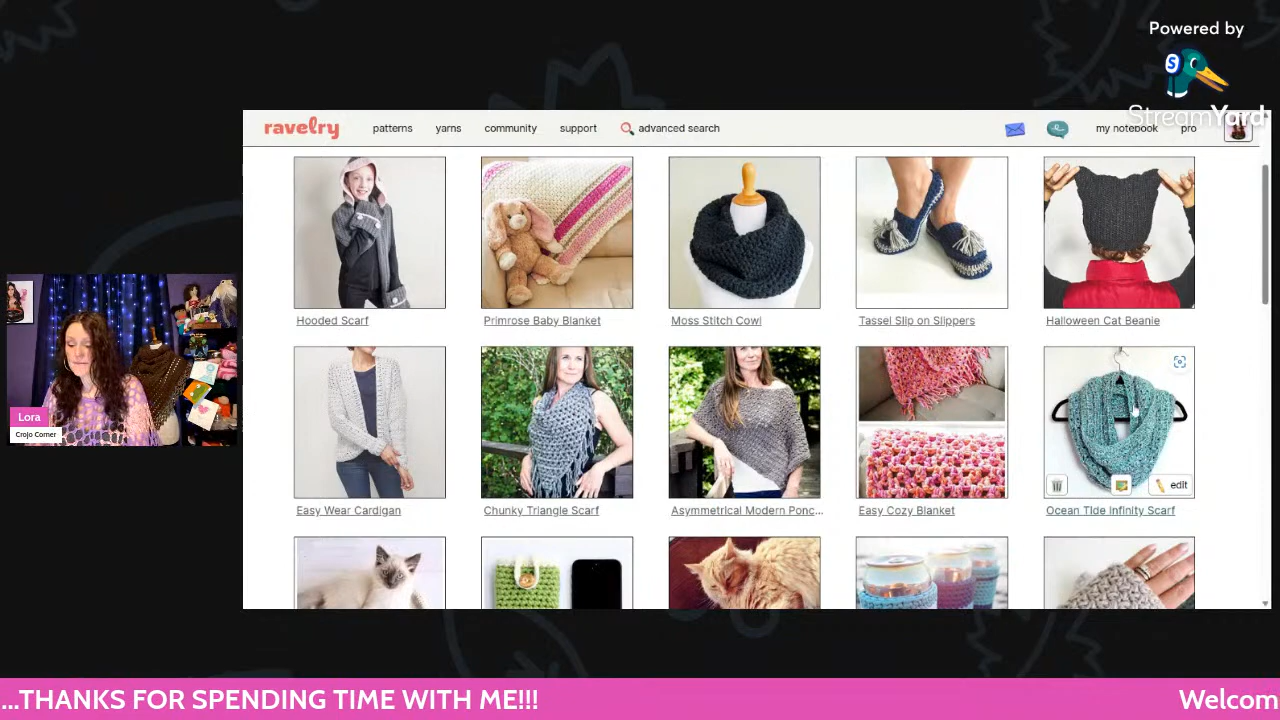 Powered by
StreamYard
ravelry patterns yarns community support advanced search my notebook pro
Hooded Scarf
Primrose Baby Blanket
Moss Stitch Cowl
Tassel Slip on Slippers
Halloween Cat Beanie
edit
Easy Wear Cardigan
Chunky Triangle Scarf
Asymmetrical Modern Ponc...
Easy Cozy Blanket
Ocean Tide Infinity Scarf
Lora
Crojo Corner
...THANKS FOR SPENDING TIME WITH ME!!!
Welcom